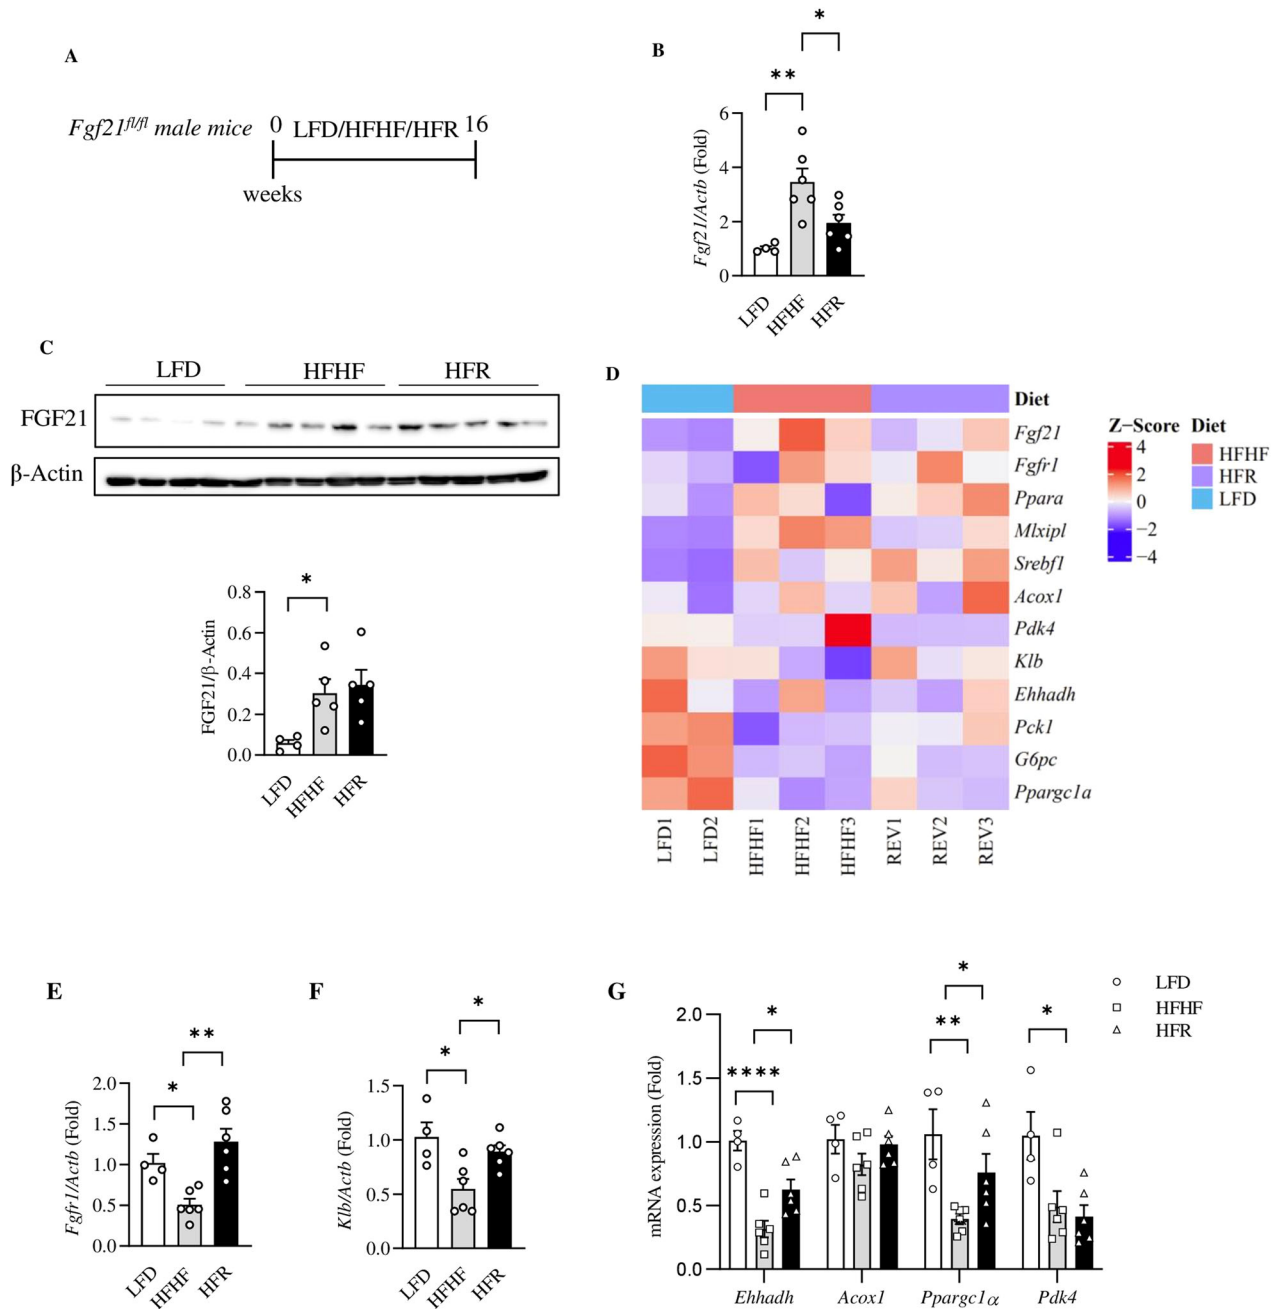 A
Fgf21fl/fl male mice
0 LFD/HFHF/HFR 16
weeks
B
*
**
Fgf21/Actb (Fold)
6
4
2
0
LFD
HFHF
HFR
C
LFD HFHF HFR
FGF21
β-Actin
*
FGF21/β-Actin
0.8
0.6
0.4
0.2
0.0
LFD
HFHF
HFR
D
Diet
Fgf21
Fgfr1
Ppara
Mlxipl
Srebf1
Acox1
Pdk4
Klb
Ehhadh
Pck1
G6pc
Ppargc1a
LFD1 LFD2 HFHF1 HFHF2 HFHF3 REV1 REV2 REV3
Z−Score
4
2
0
−2
−4
Diet
HFHF
HFR
LFD
E
**
*
Fgfr1/Actb (Fold)
2.0
1.5
1.0
0.5
0.0
LFD
HFHF
HFR
F
*
*
Klb/Actb (Fold)
1.5
1.0
0.5
0.0
LFD
HFHF
HFR
G
*
* ** *
****
mRNA expression (Fold)
2.0
1.5
1.0
0.5
0.0
Ehhadh Acox1 Ppargc1α Pdk4
LFD
HFHF
HFR